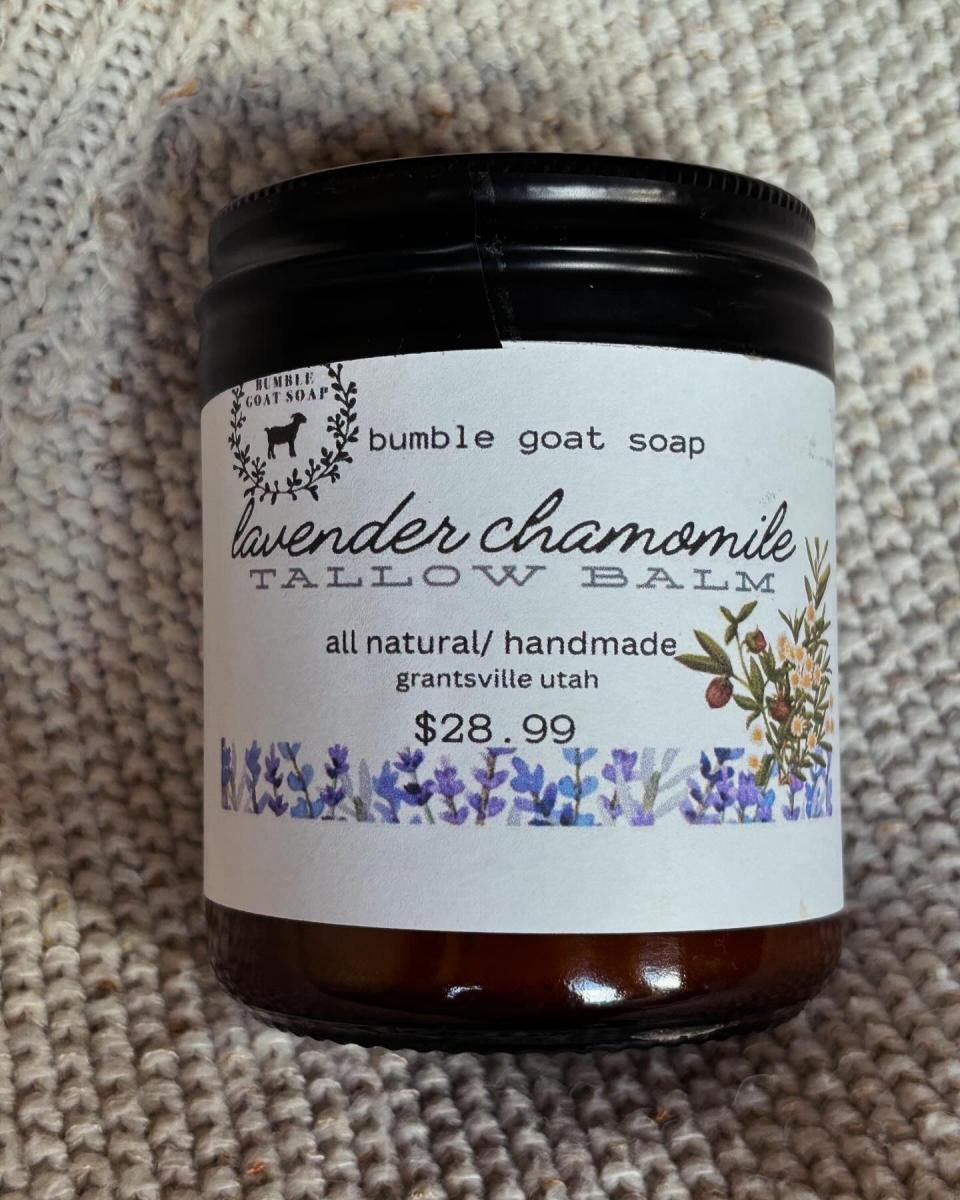 BUMBLE
GOAT SOAP
bumble goat soap
lavender chamomile
TALLOW BALM
all natural/ handmade
grantsville utah
$28.99